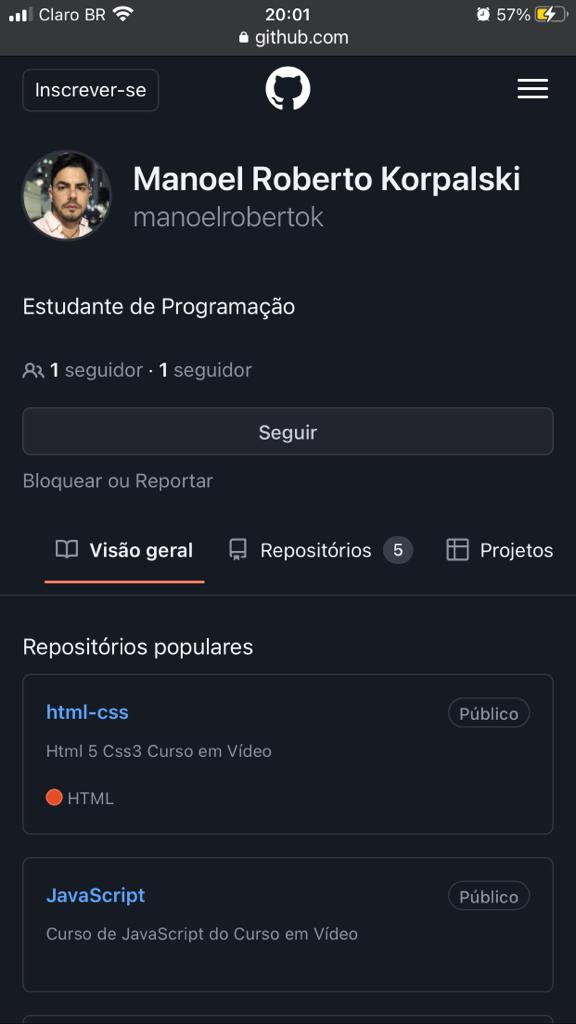 Claro BR
20:01
57%
github.com
Inscrever-se
Manoel Roberto Korpalski
manoelrobertok
Estudante de Programação
1 seguidor · 1 seguidor
Seguir
Bloquear ou Reportar
Visão geral
Repositórios 5
Projetos
Repositórios populares
html-css
Público
Html 5 Css3 Curso em Vídeo
HTML
JavaScript
Público
Curso de JavaScript do Curso em Vídeo